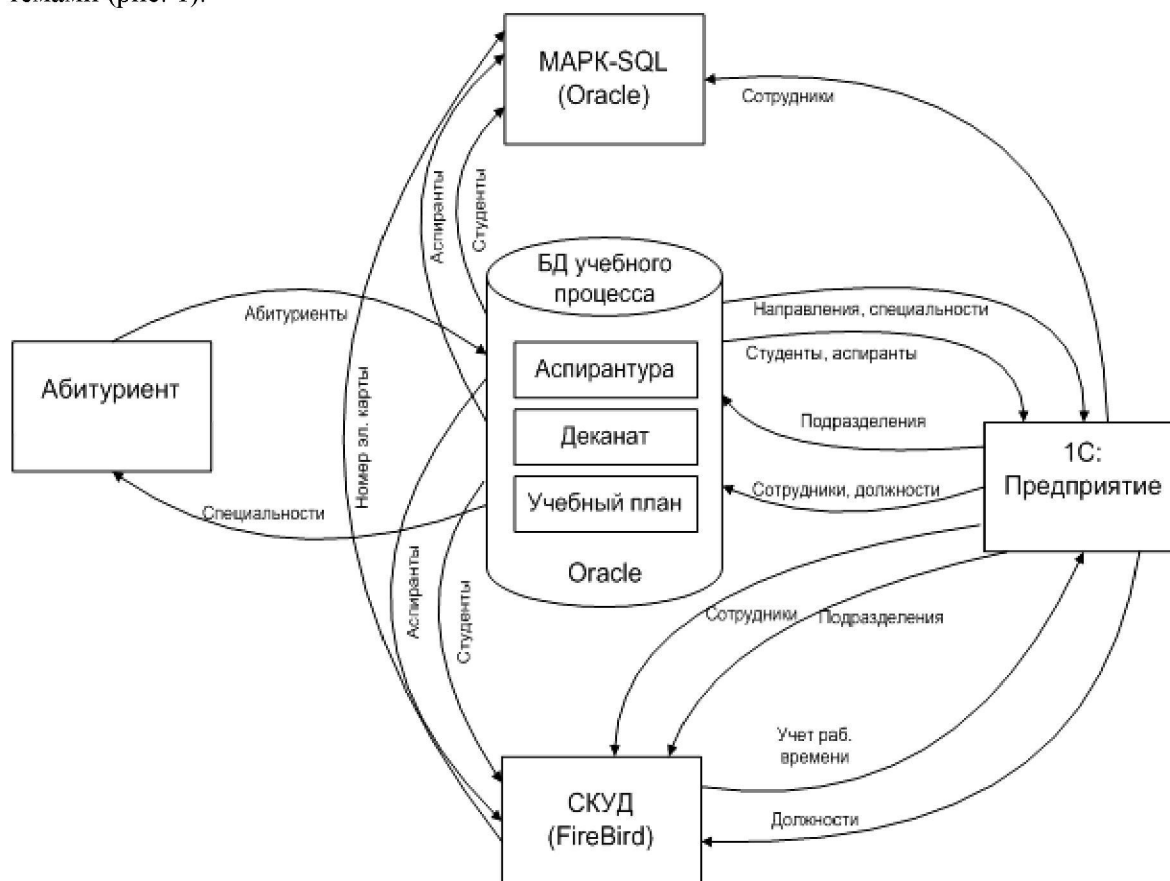 темами (рис. 1).
МАРК-SQL
(Oracle)
Сотрудники
Аспиранты
Студенты
БД учебного
процесса
Абитуриенты
Направления, специальности
Студенты, аспиранты
Аспирантура
Абитуриент
Подразделения
Деканат
1С:
Предприятие
Номер эл. карты
Сотрудники, должности
Учебный план
Специальности
Oracle
Аспиранты
Студенты
Сотрудники
Подразделения
Учет раб.
времени
СКУД
(FireBird)
Должности